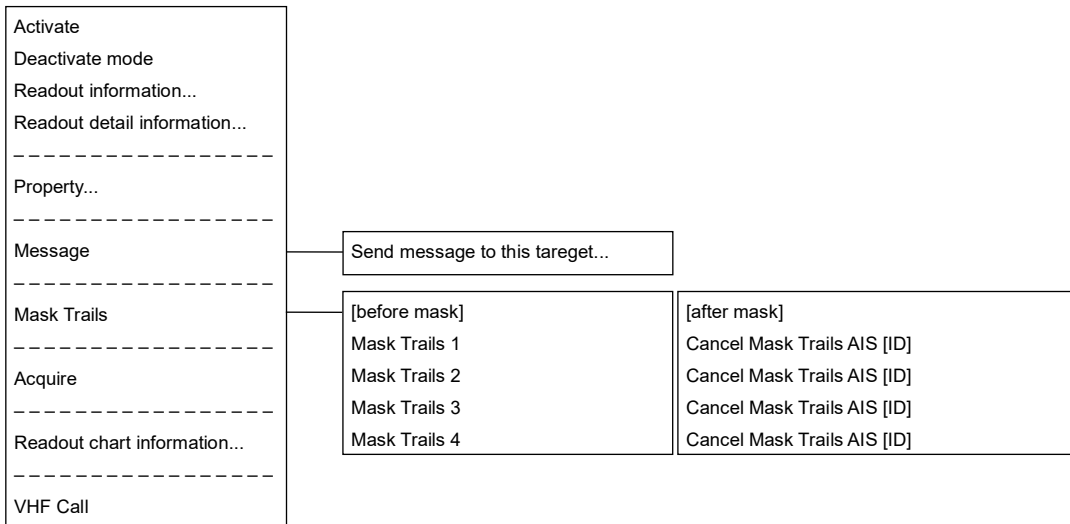 Activate
Deactivate mode
Readout information...
Readout detail information...
Property...
Message
Send message to this tareget...
Mask Trails
[before mask]
Mask Trails 1
Mask Trails 2
Mask Trails 3
Mask Trails 4
[after mask]
Cancel Mask Trails AIS [ID]
Cancel Mask Trails AIS [ID]
Cancel Mask Trails AIS [ID]
Cancel Mask Trails AIS [ID]
Acquire
Readout chart information...
VHF Call